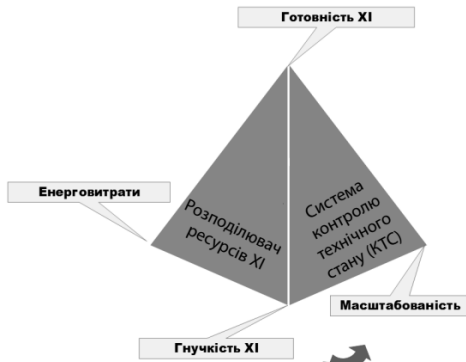 Готовність ХІ
Енерговитрати
Розподілювач
ресурсів ХІ
Система
контролю
технічного
стану (КТС)
Масштабованість
Гнучкість ХІ